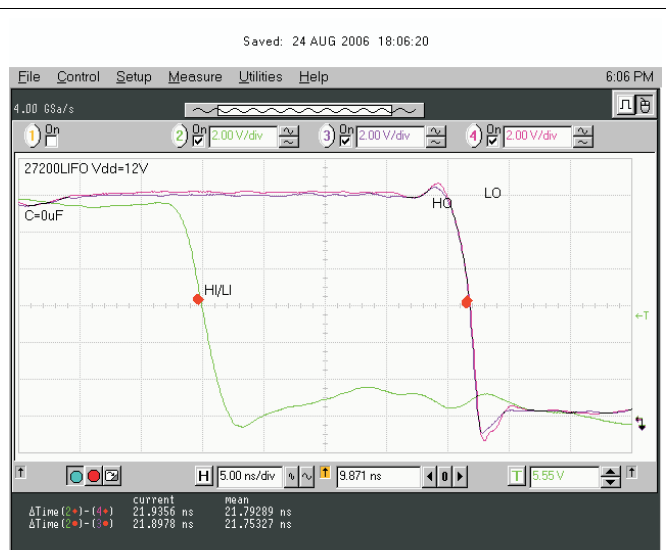 Saved: 24 AUG 2006 18:06:20
File Control Setup Measure Utilities Help 6:06 PM
4.00 GSa/s
1 On 2 On 2.00 V/div 3 On 2.00 V/div 4 On 2.00 V/div
27200LIFO Vdd=12V
C=0uF
HO LO
HI/LI
←T
H 5.00 ns/div 9.871 ns 0 T 5.55 V
current mean
ΔTime(2●)-(4●) 21.9356 ns 21.79289 ns
ΔTime(2●)-(3●) 21.8978 ns 21.75327 ns